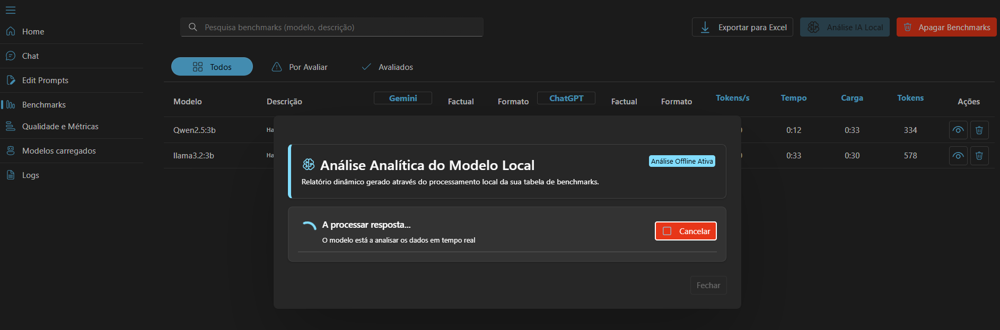 Home
Chat
Edit Prompts
Benchmarks
Qualidade e Métricas
Modelos carregados
Logs
Pesquisa benchmarks (modelo, descrição)
Exportar para Excel
Análise IA Local
Apagar Benchmarks
Todos
Por Avaliar
Avaliados
Modelo Descrição Gemini Factual Formato ChatGPT Factual Formato Tokens/s Tempo Carga Tokens Ações
Qwen2.5:3b Ha 0:12 0:33 334
llama3.2:3b Ha 0:33 0:30 578
Análise Analítica do Modelo Local
Análise Offline Ativa
Relatório dinâmico gerado através do processamento local da sua tabela de benchmarks.
A processar resposta...
O modelo está a analisar os dados em tempo real
Cancelar
Fechar